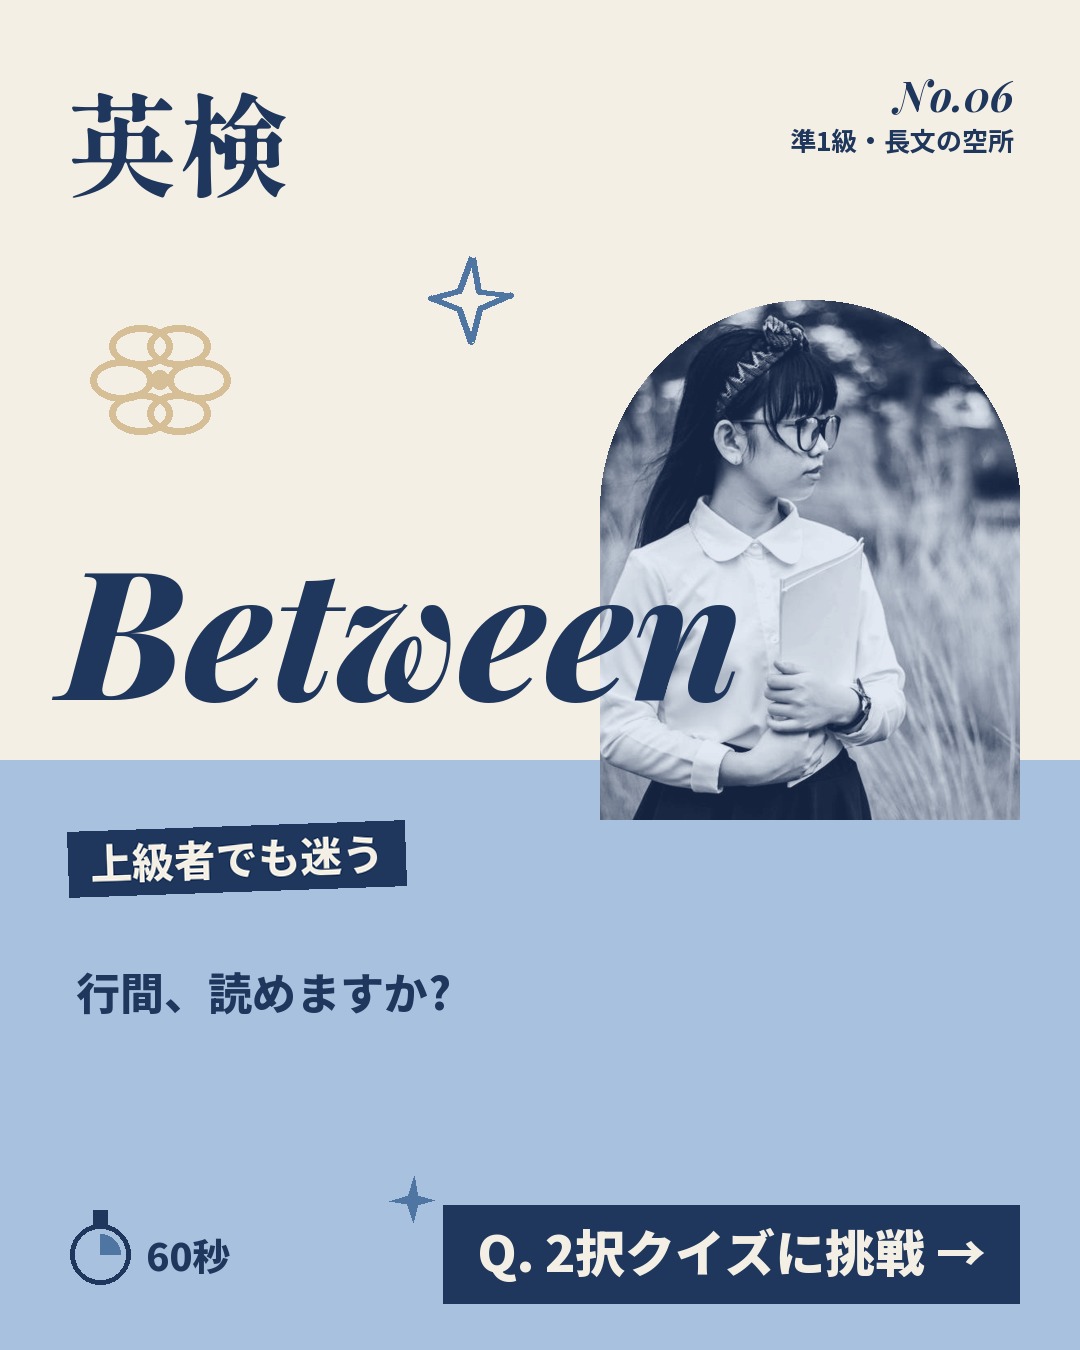 英検
No.06
準1級・長文の空所
Between
上級者でも迷う
行間、読めますか?
60秒
Q. 2択クイズに挑戦 →